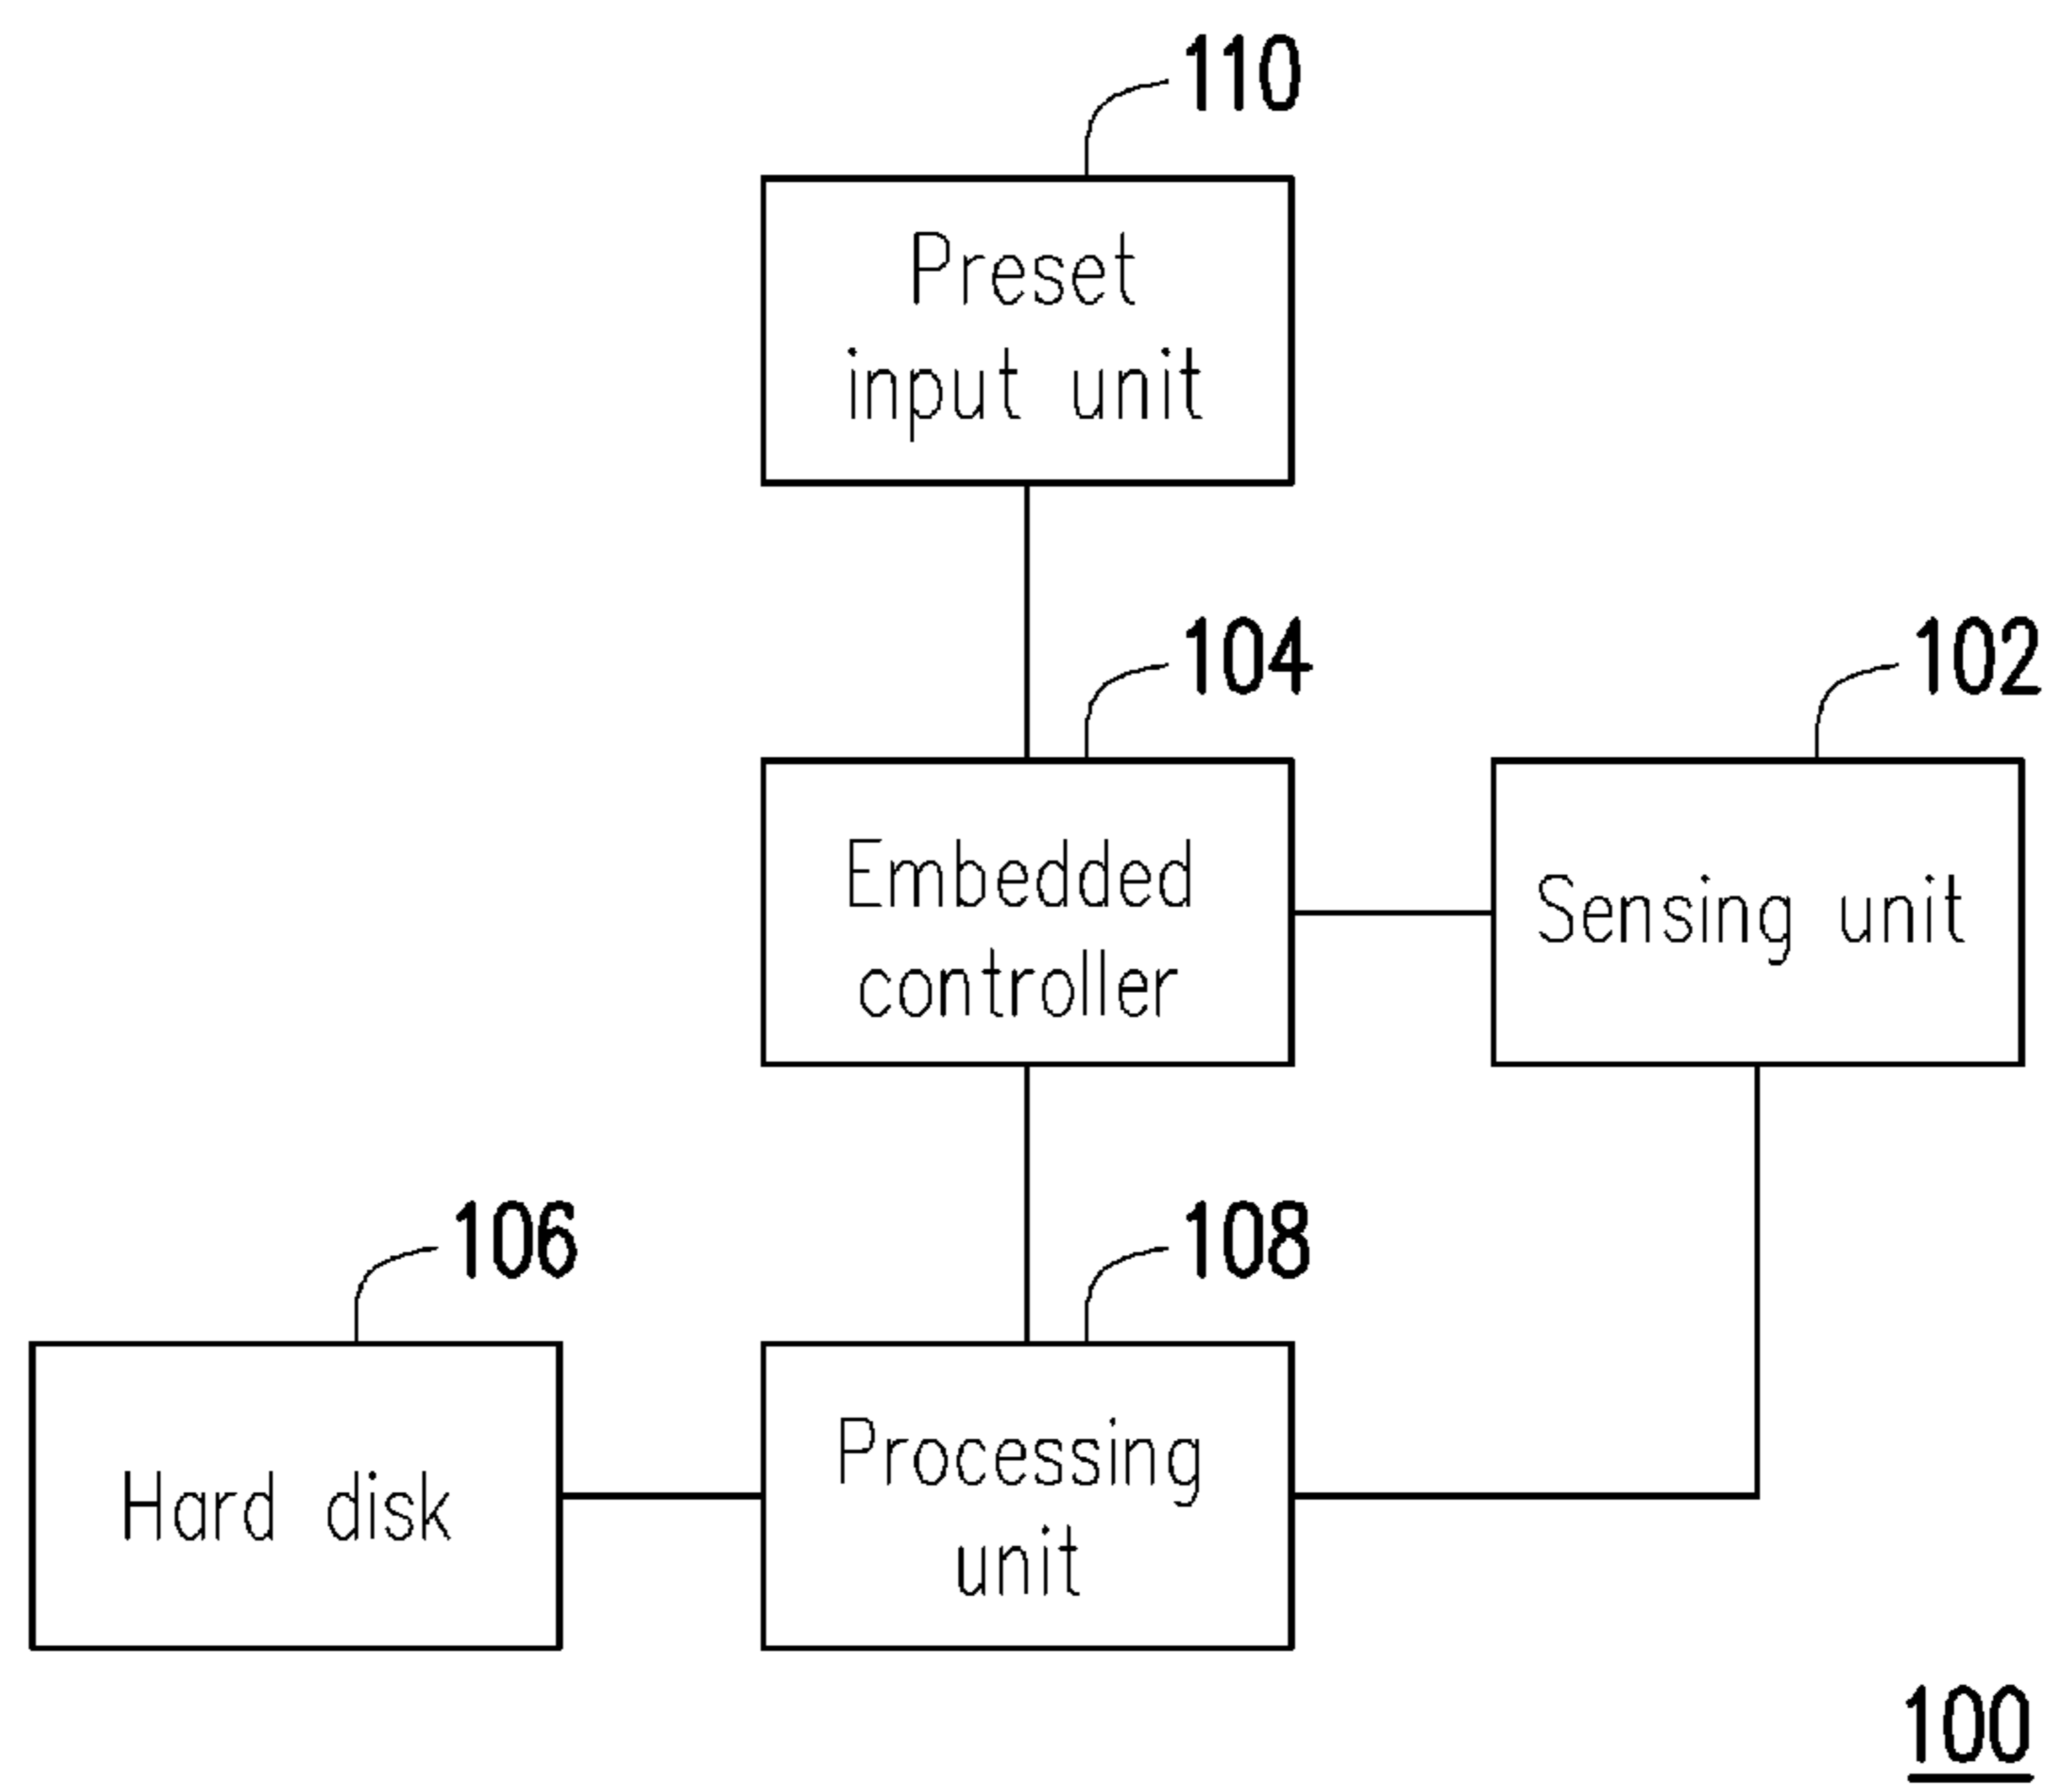 110
Preset
input unit
104
102
Embedded
controller
Sensing unit
106
108
Hard disk
Processing
unit
100